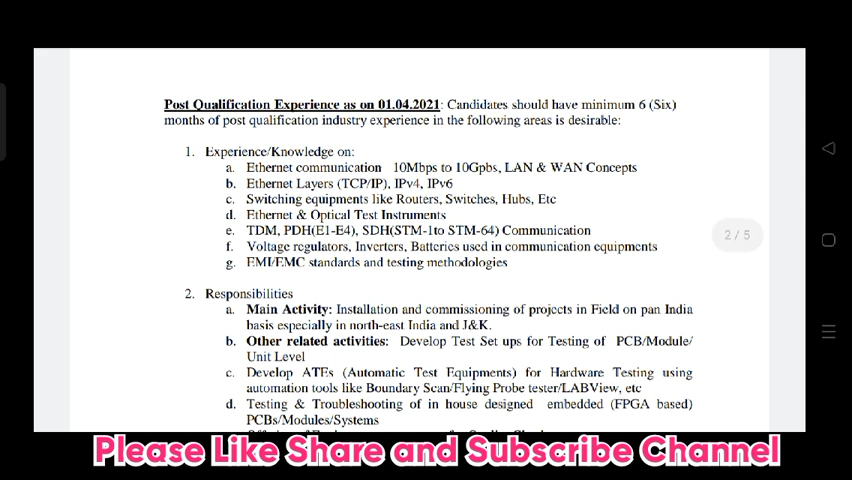 Post Qualification Experience as on 01.04.2021: Candidates should have minimum 6 (Six)
months of post qualification industry experience in the following areas is desirable:
1. Experience/Knowledge on:
a. Ethernet communication 10Mbps to 10Gpbs, LAN & WAN Concepts
b. Ethernet Layers (TCP/IP), IPv4, IPv6
c. Switching equipments like Routers, Switches, Hubs, Etc
d. Ethernet & Optical Test Instruments
e. TDM, PDH(E1-E4), SDH(STM-1to STM-64) Communication
f. Voltage regulators, Inverters, Batteries used in communication equipments
g. EMI/EMC standards and testing methodologies
2 / 5
2. Responsibilities
a. Main Activity: Installation and commissioning of projects in Field on pan India
basis especially in north-east India and J&K.
b. Other related activities: Develop Test Set ups for Testing of PCB/Module/
Unit Level
c. Develop ATEs (Automatic Test Equipments) for Hardware Testing using
automation tools like Boundary Scan/Flying Probe tester/LABView, etc
d. Testing & Troubleshooting of in house designed embedded (FPGA based)
PCBs/Modules/Systems
Please Like Share and Subscribe Channel